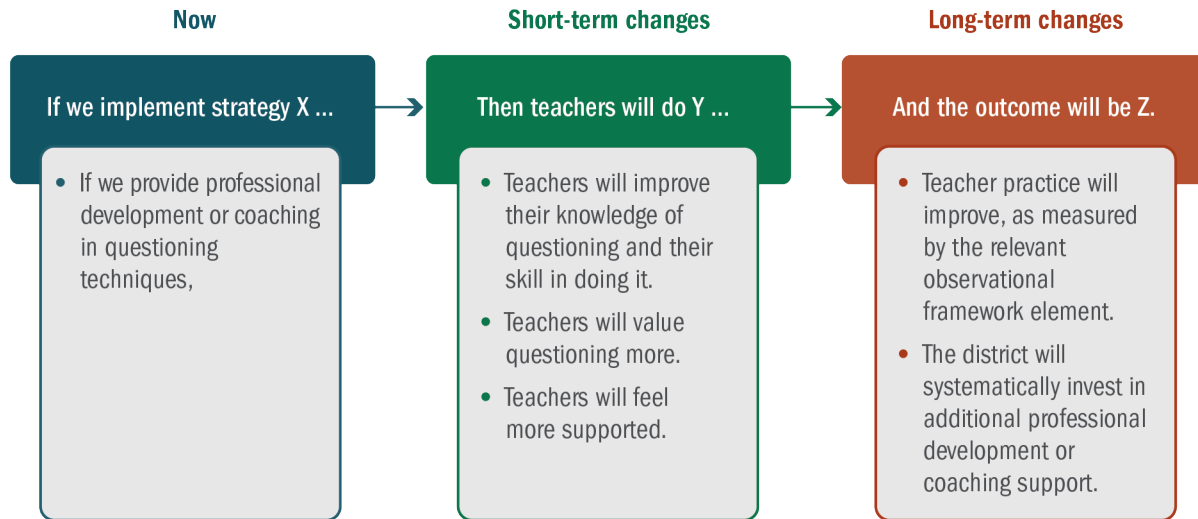 Now
If we implement strategy X ...
• If we provide professional
development or coaching
in questioning
techniques,
Short-term changes
Then teachers will do Y ...
• Teachers will improve
their knowledge of
questioning and their
skill in doing it.
• Teachers will value
questioning more.
• Teachers will feel
more supported.
Long-term changes
And the outcome will be Z.
• Teacher practice will
improve, as measured
by the relevant
observational
framework element.
• The district will
systematically invest in
additional professional
development or
coaching support.